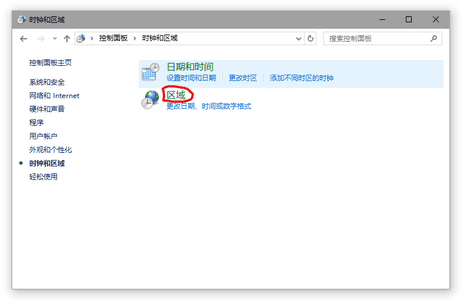 时钟和区域
控制面板 > 时钟和区域
搜索控制面板
控制面板主页
系统和安全
网络和 Internet
硬件和声音
程序
用户帐户
外观和个性化
时钟和区域
轻松使用
日期和时间
设置时间和日期 更改时区 添加不同时区的时钟
区域
更改日期、时间或数字格式